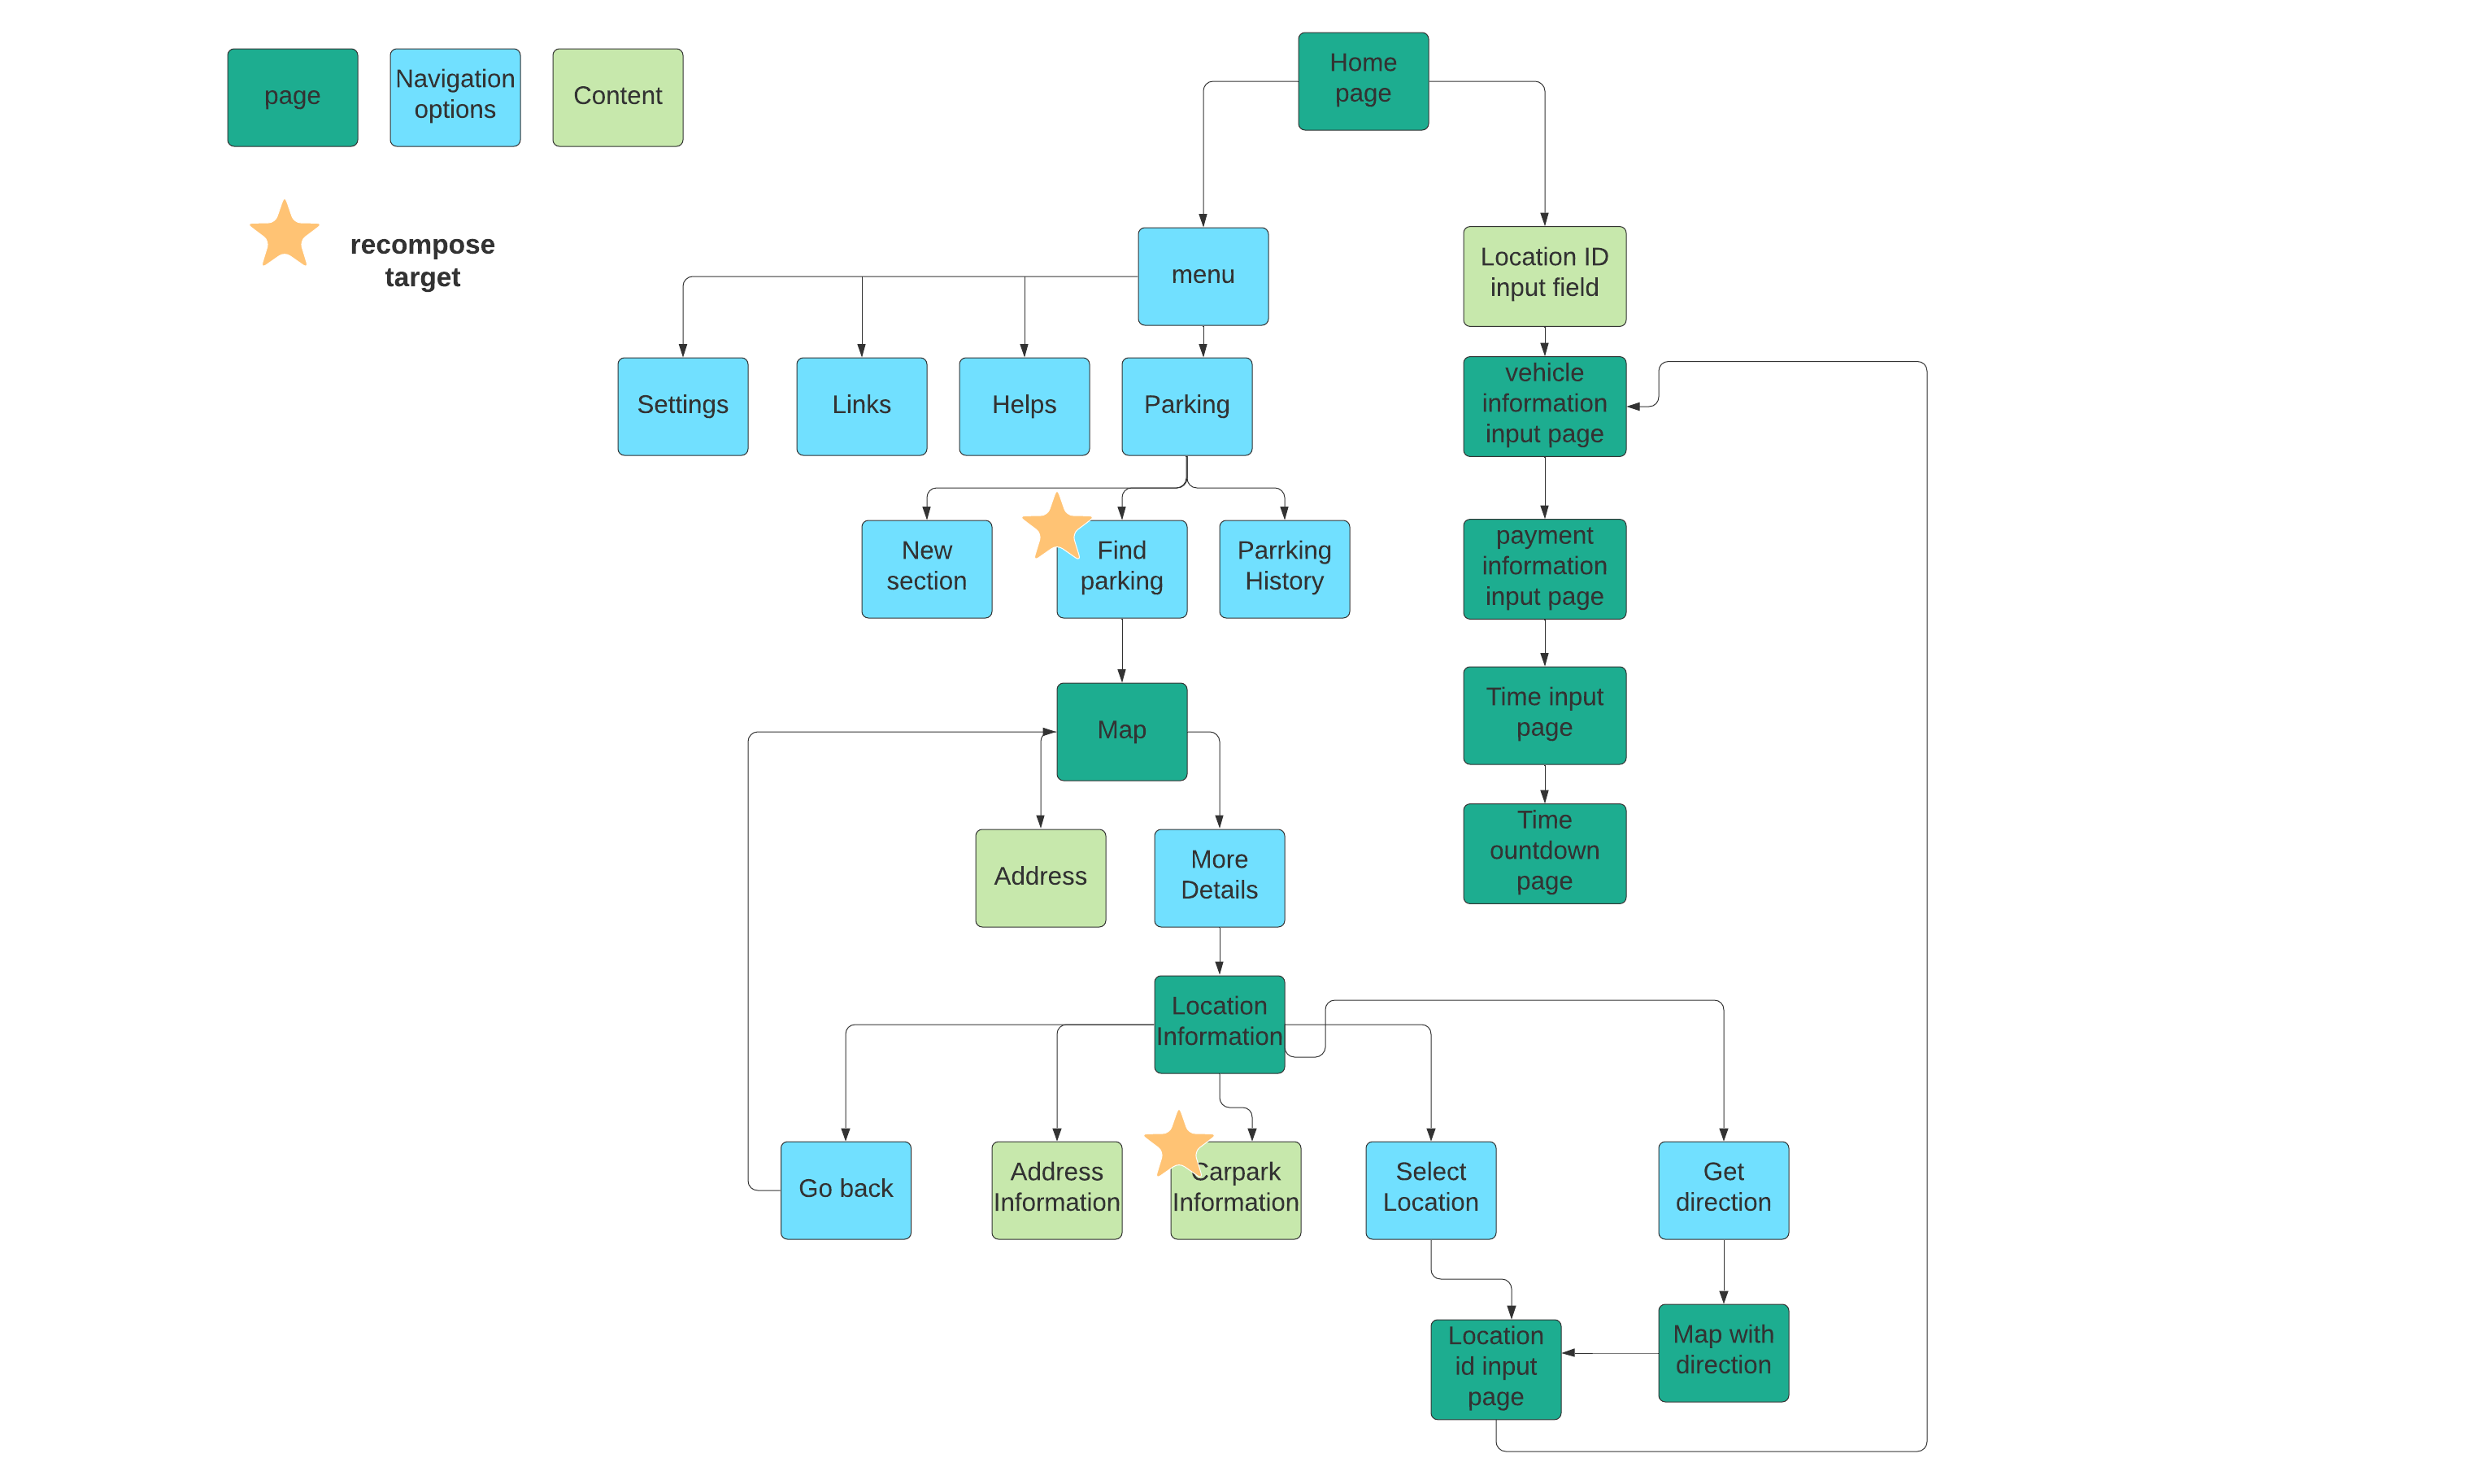 page
Navigation
options
Content
recompose
target
Home
page
menu
Location ID
input field
Settings
Links
Helps
Parking
vehicle
information
input page
New
section
Find
parking
Parrking
History
payment
information
input page
Map
Time input
page
Address
More
Details
Time
ountdown
page
Location
Information
Go back
Address
Information
Carpark
Information
Select
Location
Get
direction
Location
id input
page
Map with
direction